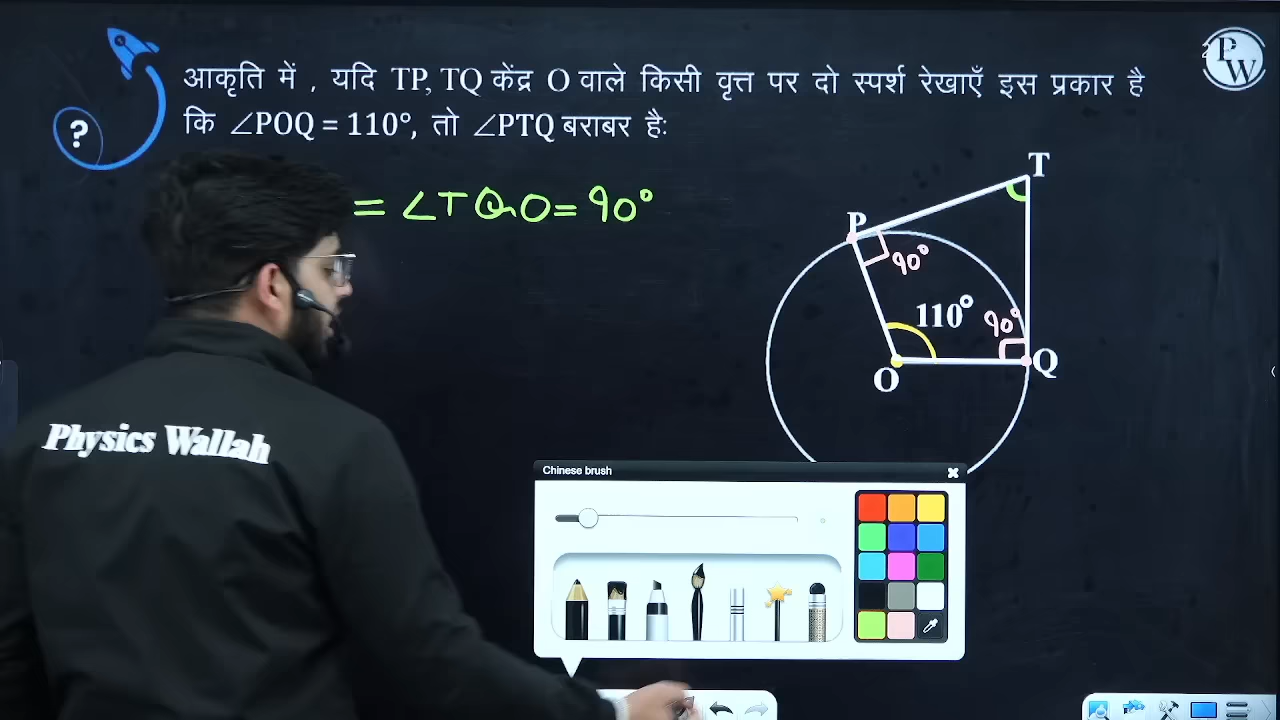 आकृति में , यदि TP, TQ केंद्र O वाले किसी वृत्त पर दो स्पर्श रेखाएँ इस प्रकार है
कि ∠POQ = 110°, तो ∠PTQ बराबर है:
?
PW
= ∠TQO = 90°
T
P
90°
110°
90°
O
Q
Physics Wallah
Chinese brush